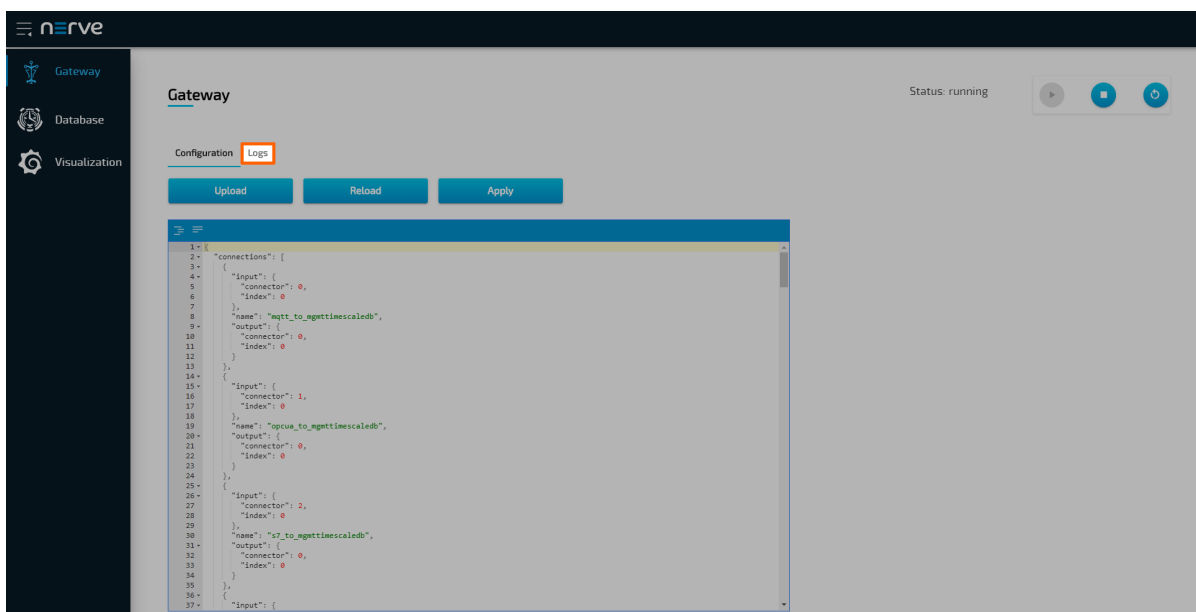 nerve
Gateway
Database
Visualization
Gateway
Status: running
Configuration Logs
Upload Reload Apply
1 {
2 "connections": [
3 {
4 "input": {
5 "connector": 0,
6 "index": 0
7 },
8 "name": "mqtt_to_mgmttimescaledb",
9 "output": {
10 "connector": 0,
11 "index": 0
12 }
13 },
14 {
15 "input": {
16 "connector": 1,
17 "index": 0
18 },
19 "name": "opcua_to_mgmttimescaledb",
20 "output": {
21 "connector": 0,
22 "index": 0
23 }
24 },
25 {
26 "input": {
27 "connector": 2,
28 "index": 0
29 },
30 "name": "s7_to_mgmttimescaledb",
31 "output": {
32 "connector": 0,
33 "index": 0
34 }
35 },
36 {
37 "input": {